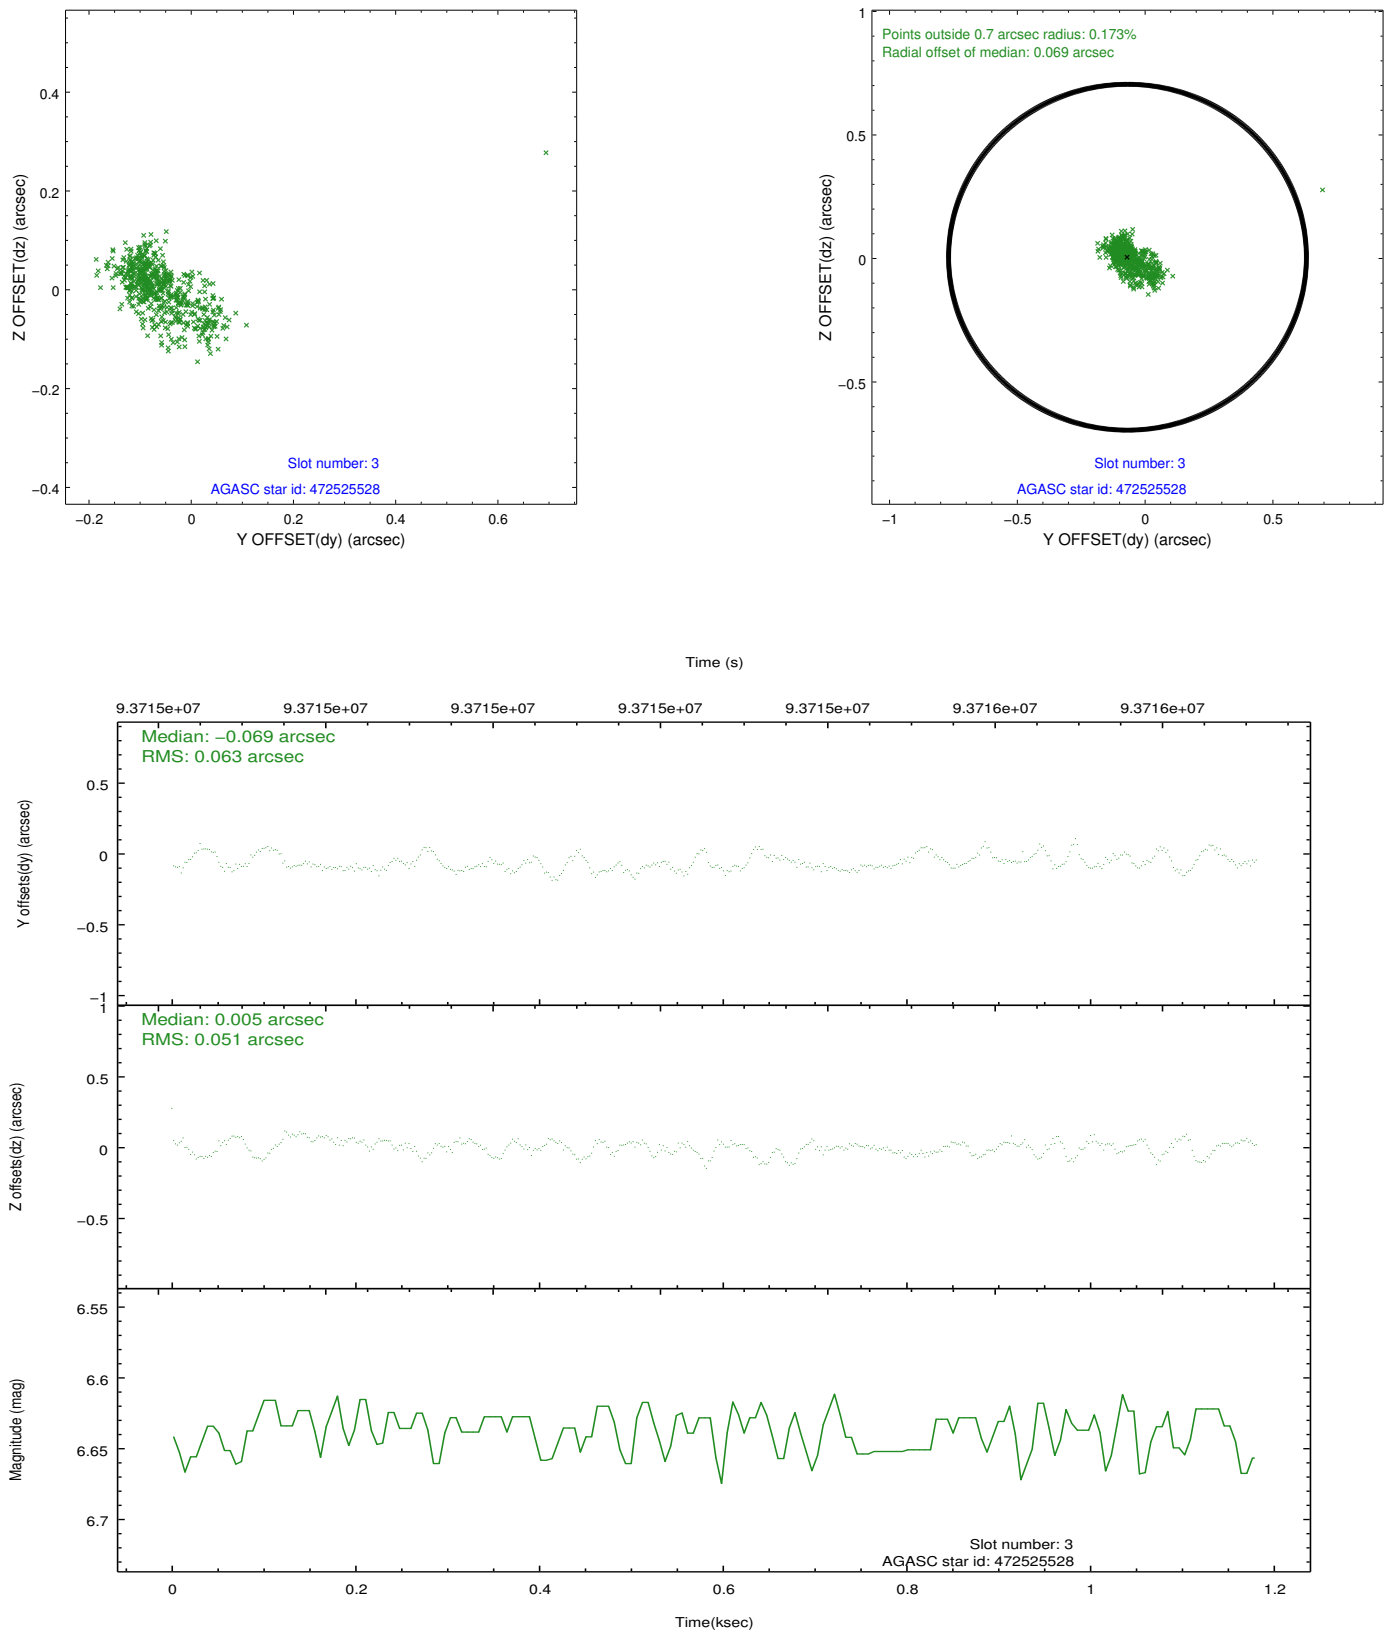 0.4
0.2
0
−0.2
−0.4
Z OFFSET(dz) (arcsec)
Slot number: 3
AGASC star id: 472525528
−0.2 0 0.2 0.4 0.6
Y OFFSET(dy) (arcsec)
1
0.5
0
−0.5
Z OFFSET(dz) (arcsec)
Points outside 0.7 arcsec radius: 0.173%
Radial offset of median: 0.069 arcsec
Slot number: 3
AGASC star id: 472525528
−1 −0.5 0 0.5
Y OFFSET(dy) (arcsec)
Time (s)
9.3715e+07 9.3715e+07 9.3715e+07 9.3715e+07 9.3715e+07 9.3716e+07 9.3716e+07
Median: −0.069 arcsec
RMS: 0.063 arcsec
0.5
0
−0.5
−1
Y offsets(dy) (arcsec)
1
Median: 0.005 arcsec
RMS: 0.051 arcsec
0.5
0
−0.5
Z offsets(dz) (arcsec)
6.55
6.6
6.65
6.7
Magnitude (mag)
Slot number: 3
AGASC star id: 472525528
0 0.2 0.4 0.6 0.8 1 1.2
Time(ksec)